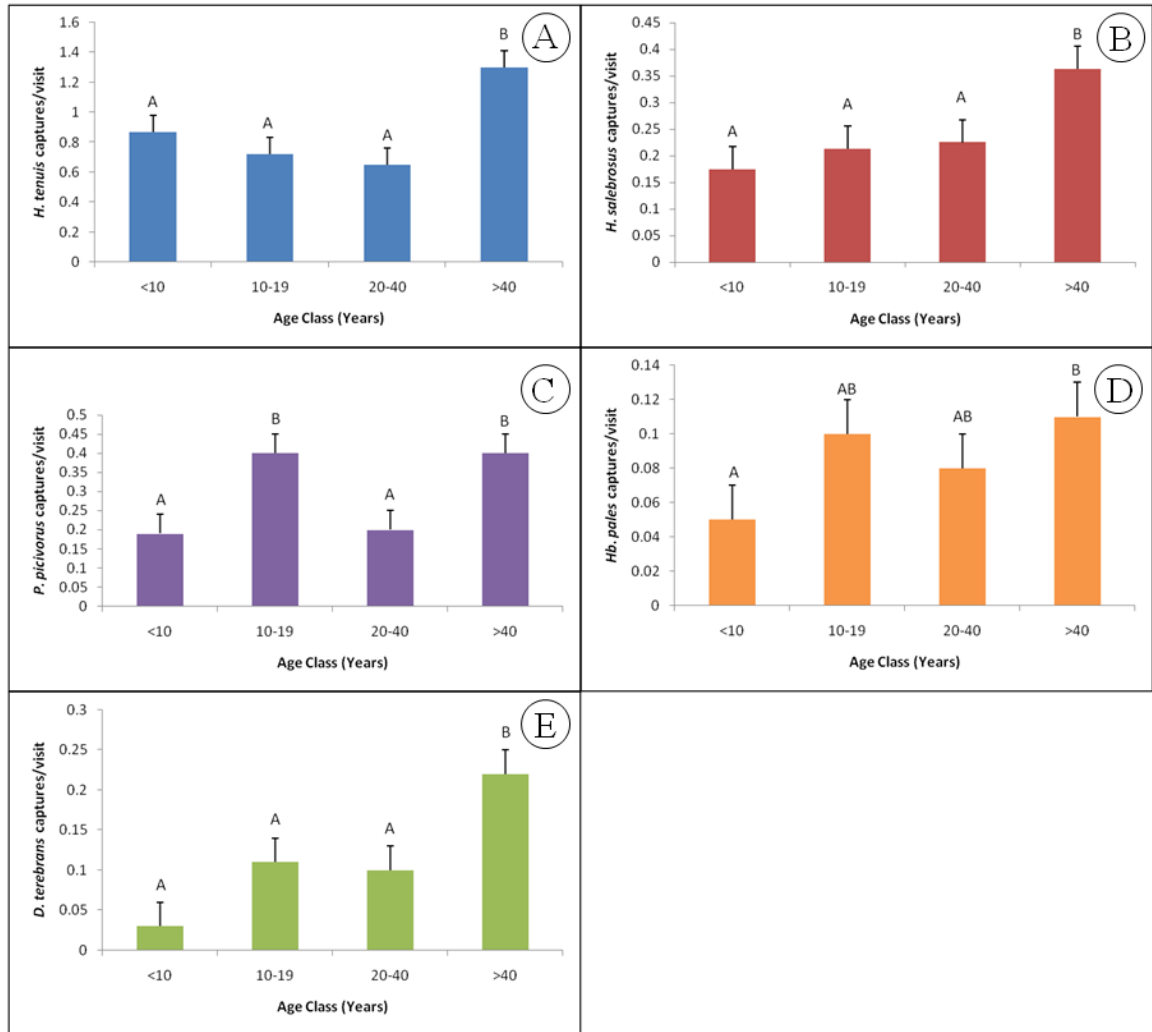 A
H. tenuis captures/visit
1.6
1.4
1.2
1
0.8
0.6
0.4
0.2
0
A
A
A
B
<10
10-19
20-40
>40
Age Class (Years)
B
H. salebrosus captures/visit
0.45
0.4
0.35
0.3
0.25
0.2
0.15
0.1
0.05
0
A
A
A
B
<10
10-19
20-40
>40
Age Class (Years)
C
P. picivorus captures/visit
0.5
0.45
0.4
0.35
0.3
0.25
0.2
0.15
0.1
0.05
0
A
B
A
B
<10
10-19
20-40
>40
Age Class (Years)
D
Hb. pales captures/visit
0.14
0.12
0.1
0.08
0.06
0.04
0.02
0
A
AB
AB
B
<10
10-19
20-40
>40
Age Class (Years)
E
D. terebrans captures/visit
0.3
0.25
0.2
0.15
0.1
0.05
0
A
A
A
B
<10
10-19
20-40
>40
Age Class (Years)